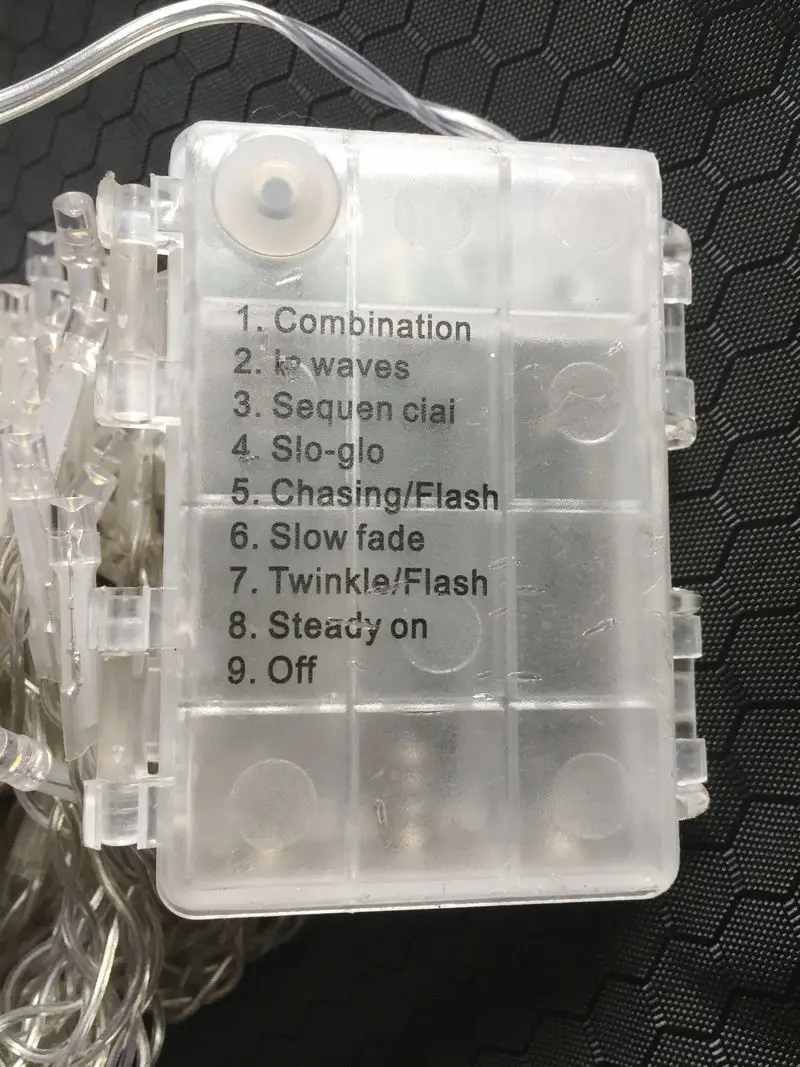 1. Combination
2. waves
3. Sequen ciai
4. Slo-glo
5. Chasing/Flash
6. Slow fade
7. Twinkle/Flash
8. Steady on
9. Off